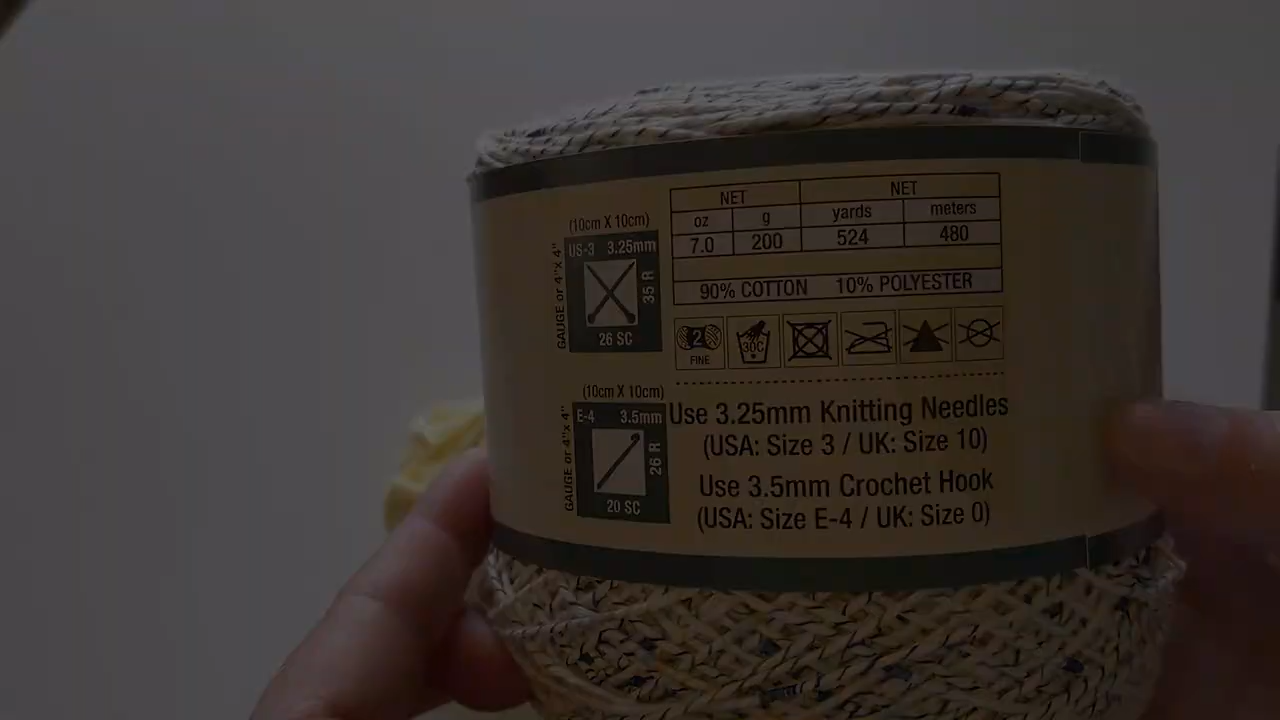 NET NET
oz g yards meters
7.0 200 524 480
90% COTTON 10% POLYESTER
(10cm X 10cm)
GAUGE or 4"x 4"
US-3 3.25mm
35 R
26 SC
2
FINE
30C
(10cm X 10cm)
GAUGE or 4"x 4"
E-4 3.5mm
26 R
20 SC
Use 3.25mm Knitting Needles
(USA: Size 3 / UK: Size 10)
Use 3.5mm Crochet Hook
(USA: Size E-4 / UK: Size 0)